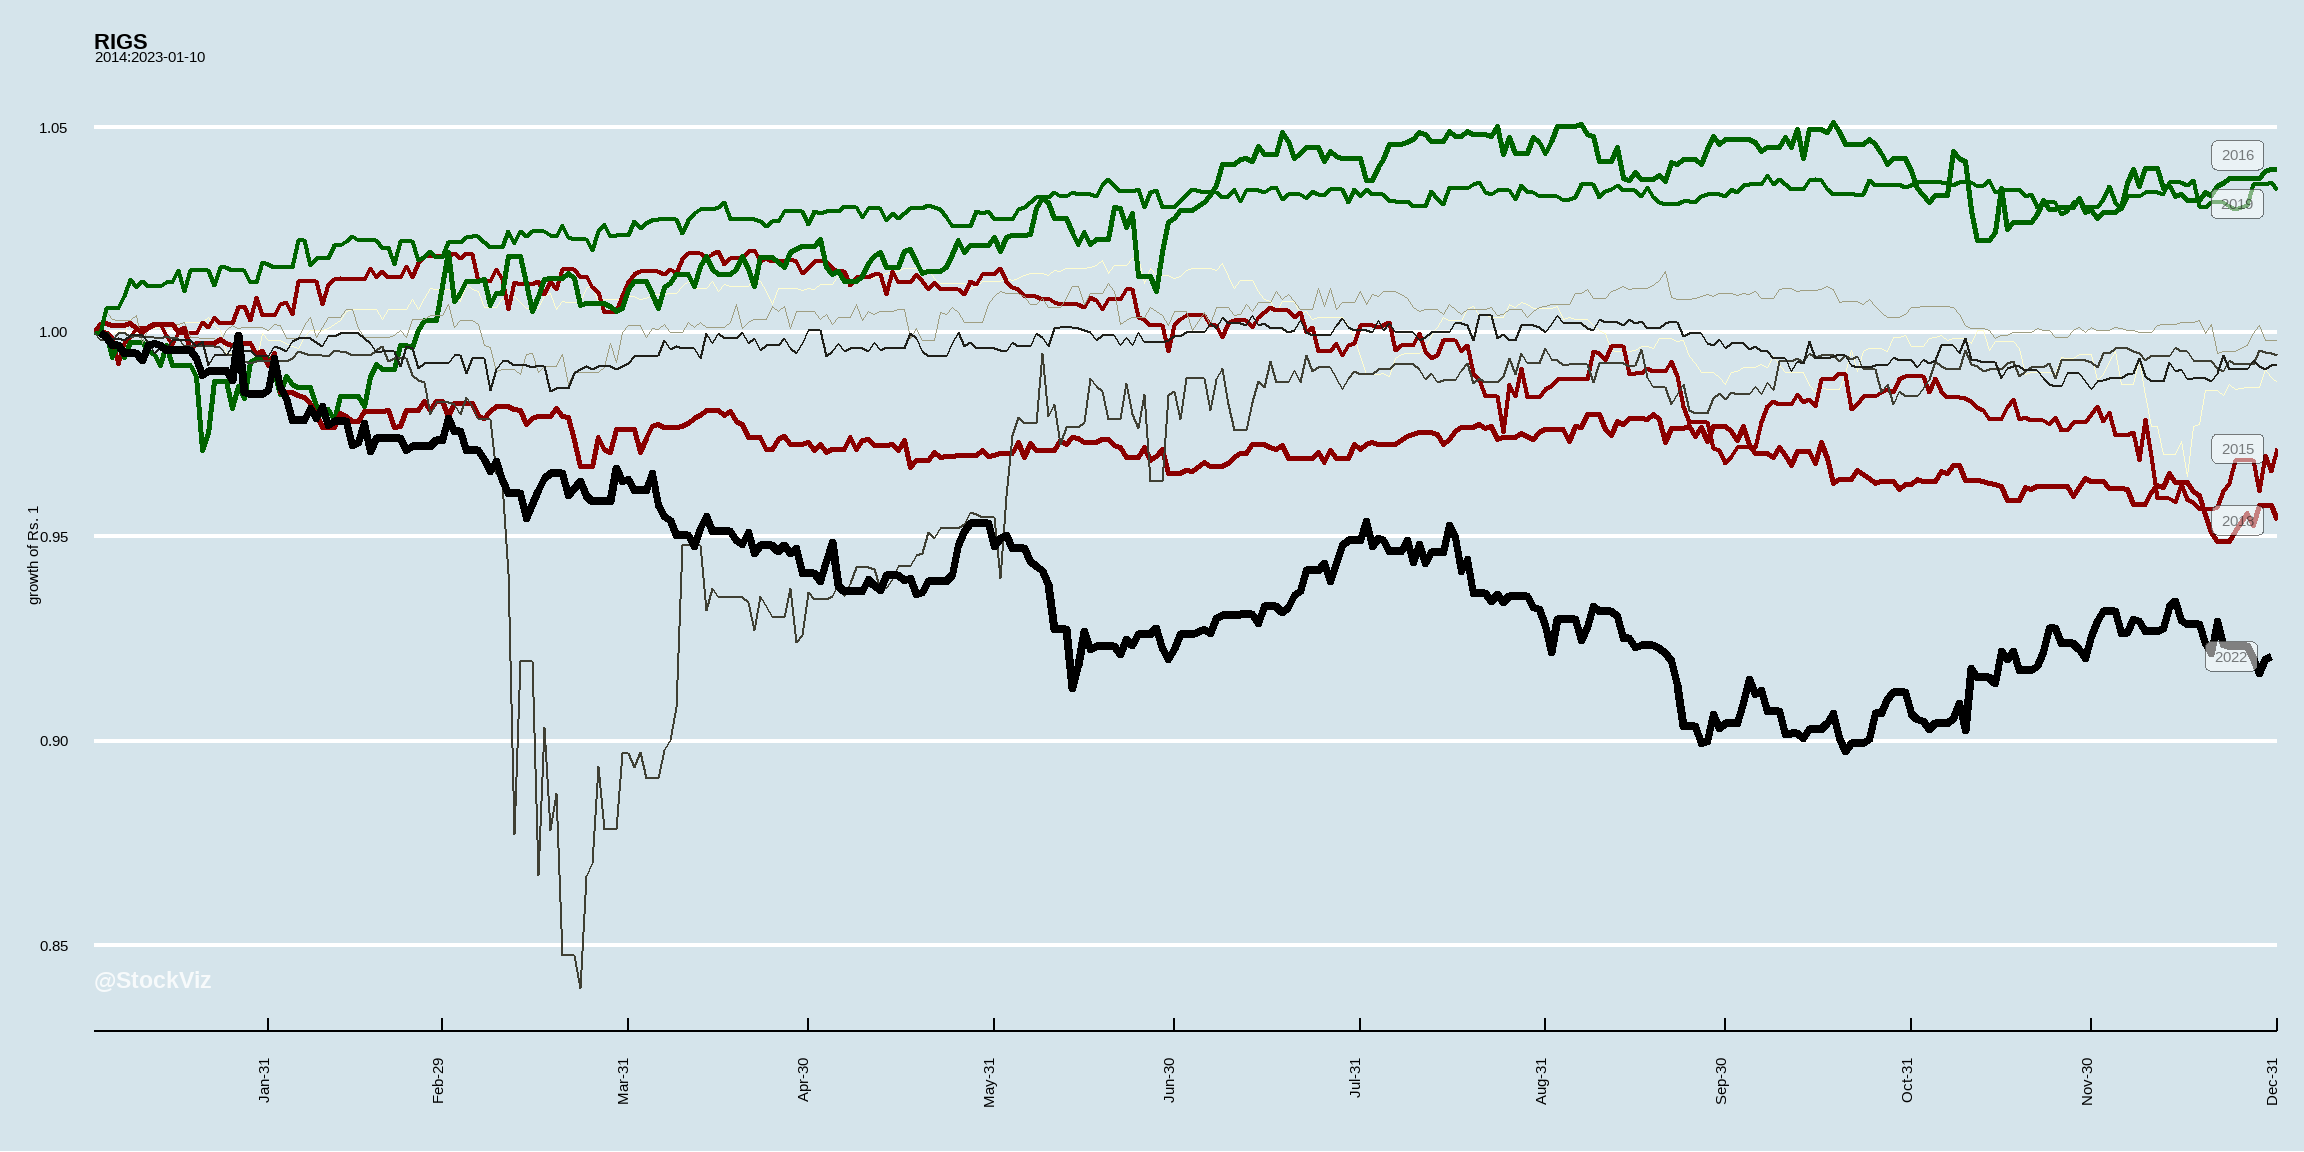 RIGS
2014:2023-01-10
1.05
1.00
0.95
0.90
0.85
growth of Rs. 1
2016
2019
2015
2018
2022
@StockViz
Jan-31
Feb-29
Mar-31
Apr-30
May-31
Jun-30
Jul-31
Aug-31
Sep-30
Oct-31
Nov-30
Dec-31